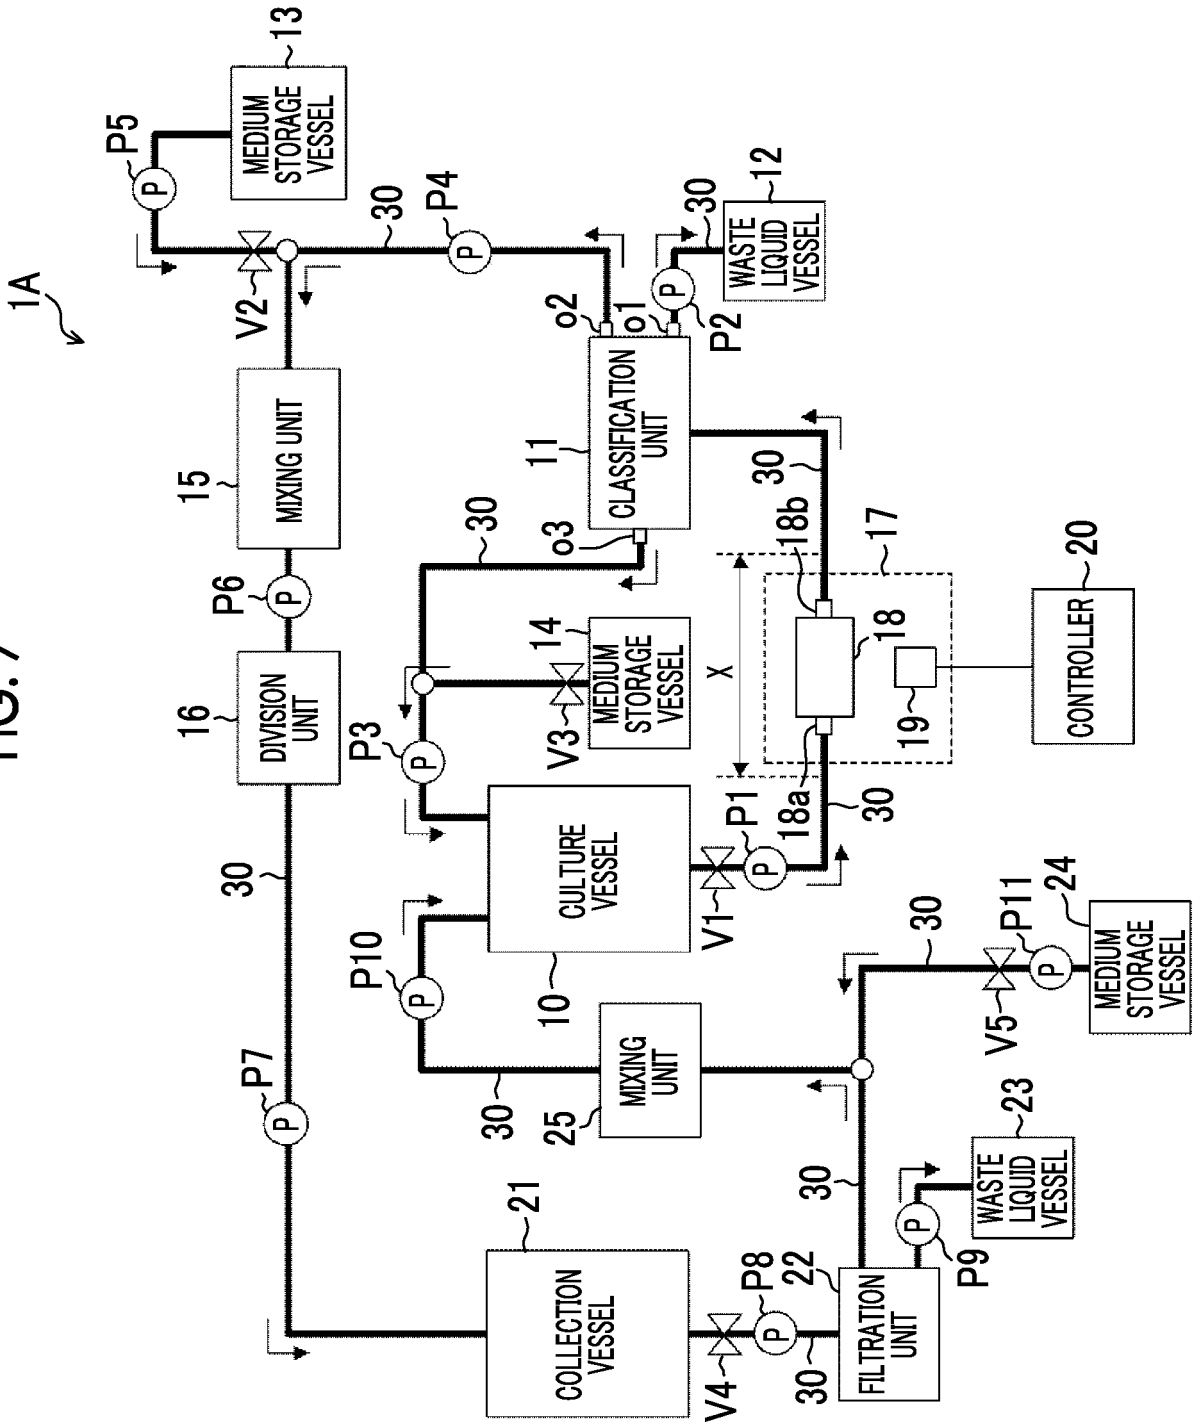 FIG. 7
1A
P5
P
13
MEDIUM
STORAGE
VESSEL
V2
30
P4
P
15
MIXING UNIT
P6
P
16
DIVISION
UNIT
30
P7
P
o2
o1
P
P2
30
12
WASTE
LIQUID
VESSEL
11
CLASSIFICATION
UNIT
o3
30
30
14
MEDIUM
STORAGE
VESSEL
V3
P3
P
CULTURE
VESSEL
10
P10
P
30
25
MIXING
UNIT
V1
P1
P
30
X
17
18
18a
18b
19
20
CONTROLLER
21
COLLECTION
VESSEL
V4
P8
P
30
22
FILTRATION
UNIT
30
P
P9
23
WASTE
LIQUID
VESSEL
30
V5
P11
P
24
MEDIUM
STORAGE
VESSEL